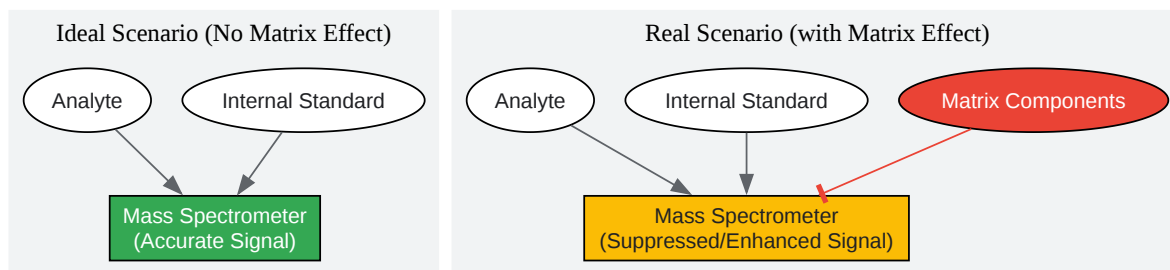 Ideal Scenario (No Matrix Effect)
Analyte
Internal Standard
Mass Spectrometer
(Accurate Signal)
Real Scenario (with Matrix Effect)
Analyte
Internal Standard
Matrix Components
Mass Spectrometer
(Suppressed/Enhanced Signal)